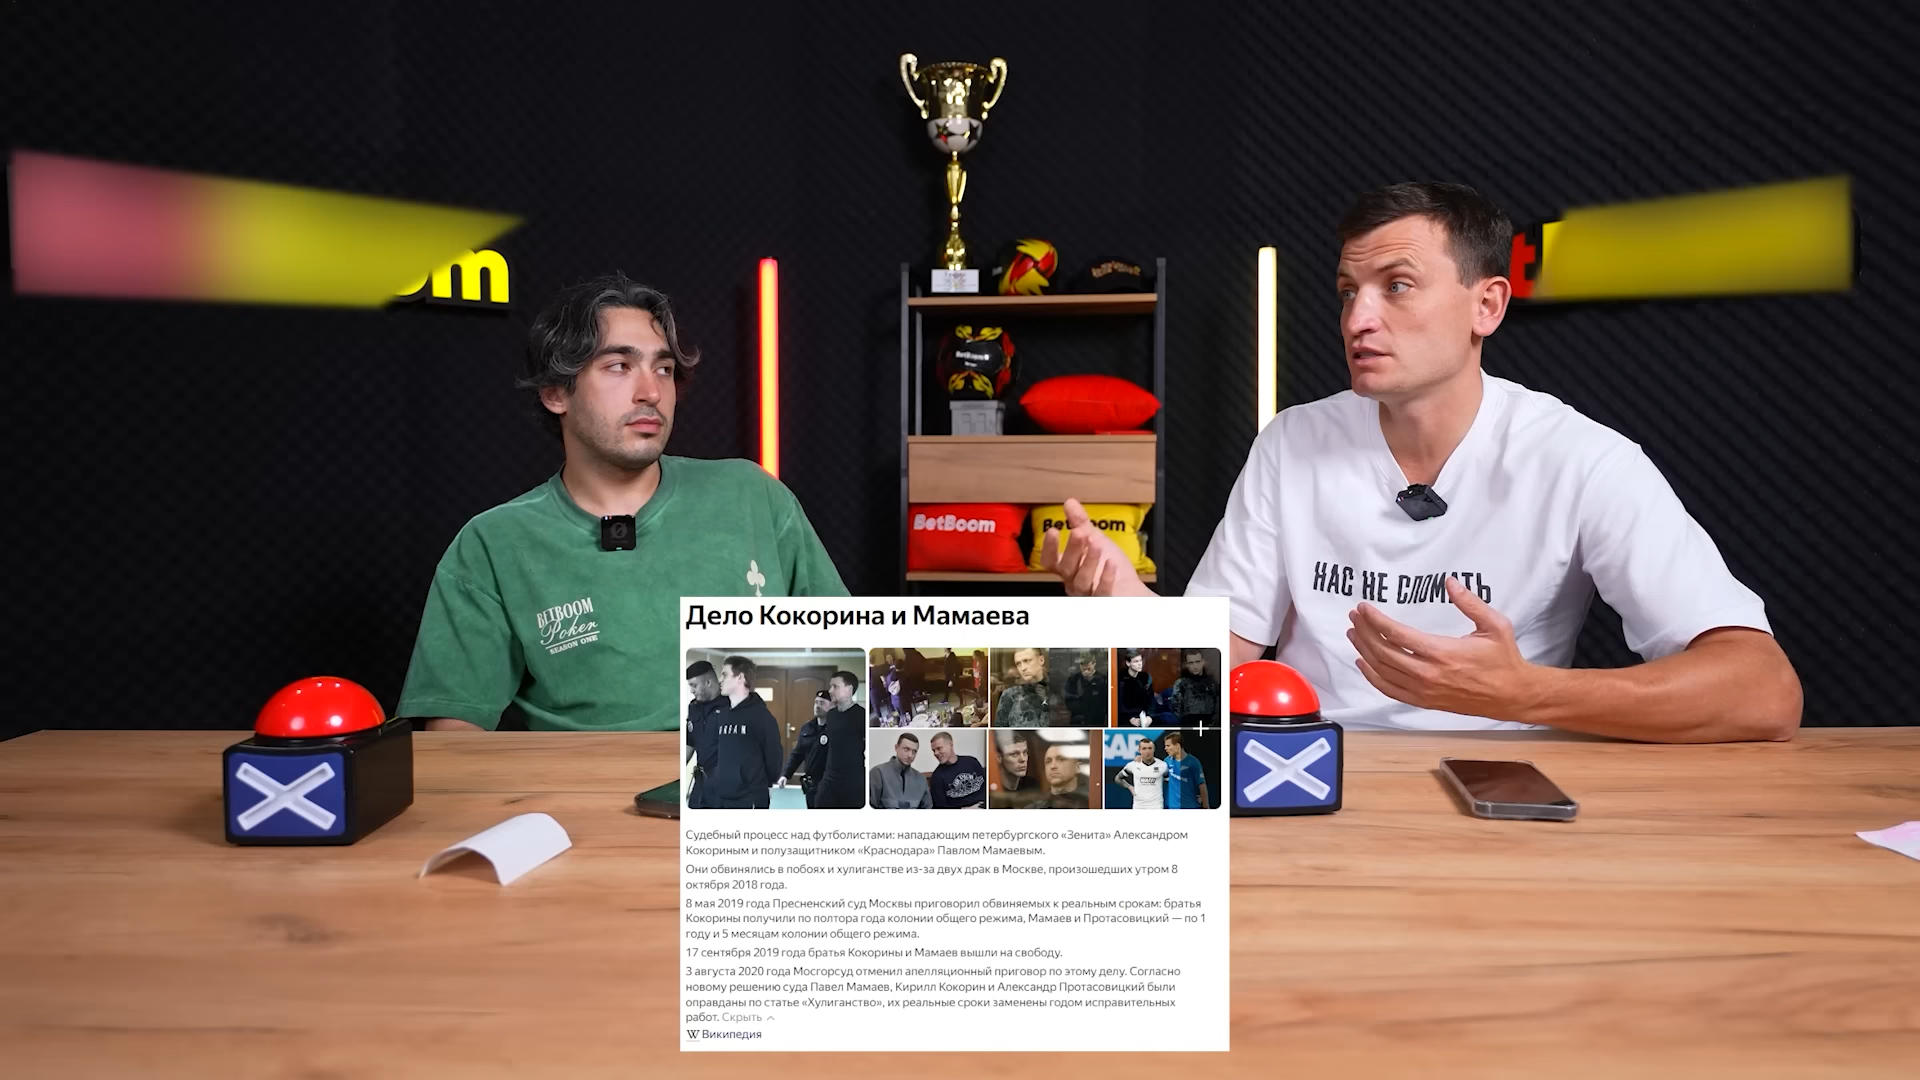 om
t
BetBoom
BetBoom
BetBoom
НАС НЕ СЛОМАТЬ
BETBOOM
Poker
SEASON ONE
Дело Кокорина и Мамаева
Судебный процесс над футболистами: нападающим петербургского «Зенита» Александром
Кокориным и полузащитником «Краснодара» Павлом Мамаевым.
Они обвинялись в побоях и хулиганстве из-за двух драк в Москве, произошедших утром 8
октября 2018 года.
8 мая 2019 года Пресненский суд Москвы приговорил обвиняемых к реальным срокам: братья
Кокорины получили по полтора года колонии общего режима, Мамаев и Протасовицкий — по 1
году и 5 месяцам колонии общего режима.
17 сентября 2019 года братья Кокорины и Мамаев вышли на свободу.
3 августа 2020 года Мосгорсуд отменил апелляционный приговор по этому делу. Согласно
новому решению суда Павел Мамаев, Кирилл Кокорин и Александр Протасовицкий были
оправданы по статье «Хулиганство», их реальные сроки заменены годом исправительных
работ. Скрыть
W Википедия